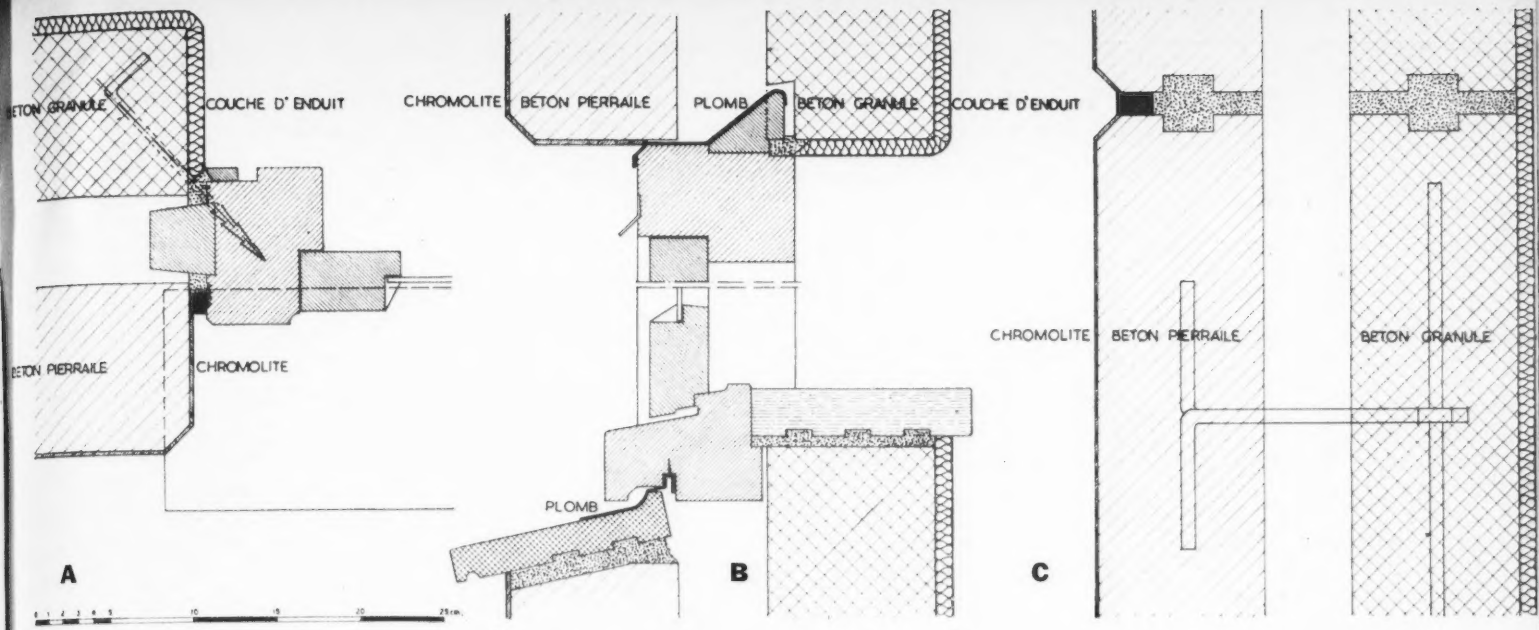 BETON GRANULE
COUCHE D'ENDUIT
BETON PIERRAILE
CHROMOLITE
A
0 1 2 3 4 5 10 15 20 25 cm.
CHROMOLITE
BETON PIERRAILE
PLOMB
BETON GRANULE
COUCHE D'ENDUIT
PLOMB
B
CHROMOLITE
BETON PIERRAILE
BETON GRANULE
C